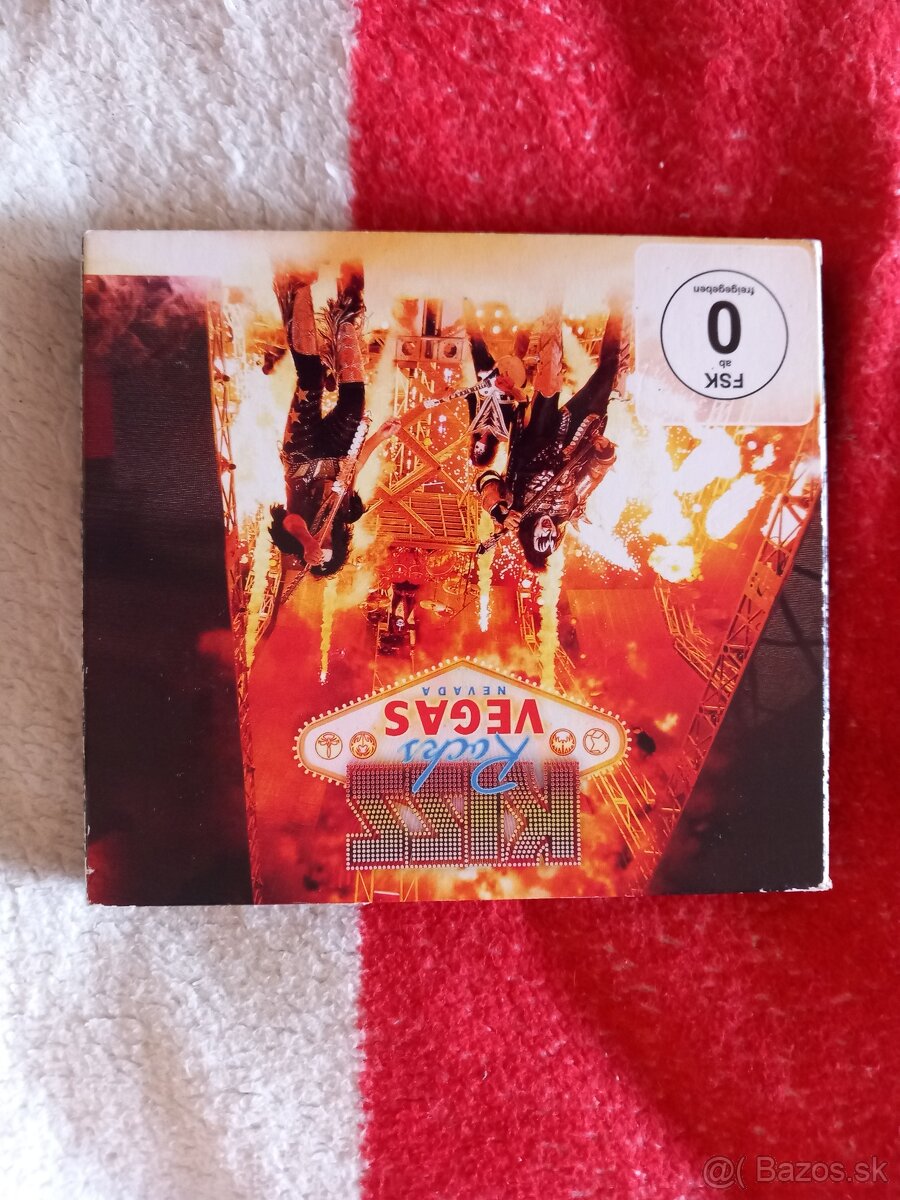 KISS
Rocks
VEGAS
NEVADA
FSK
ab
0
freigegeben
@( Bazos.sk